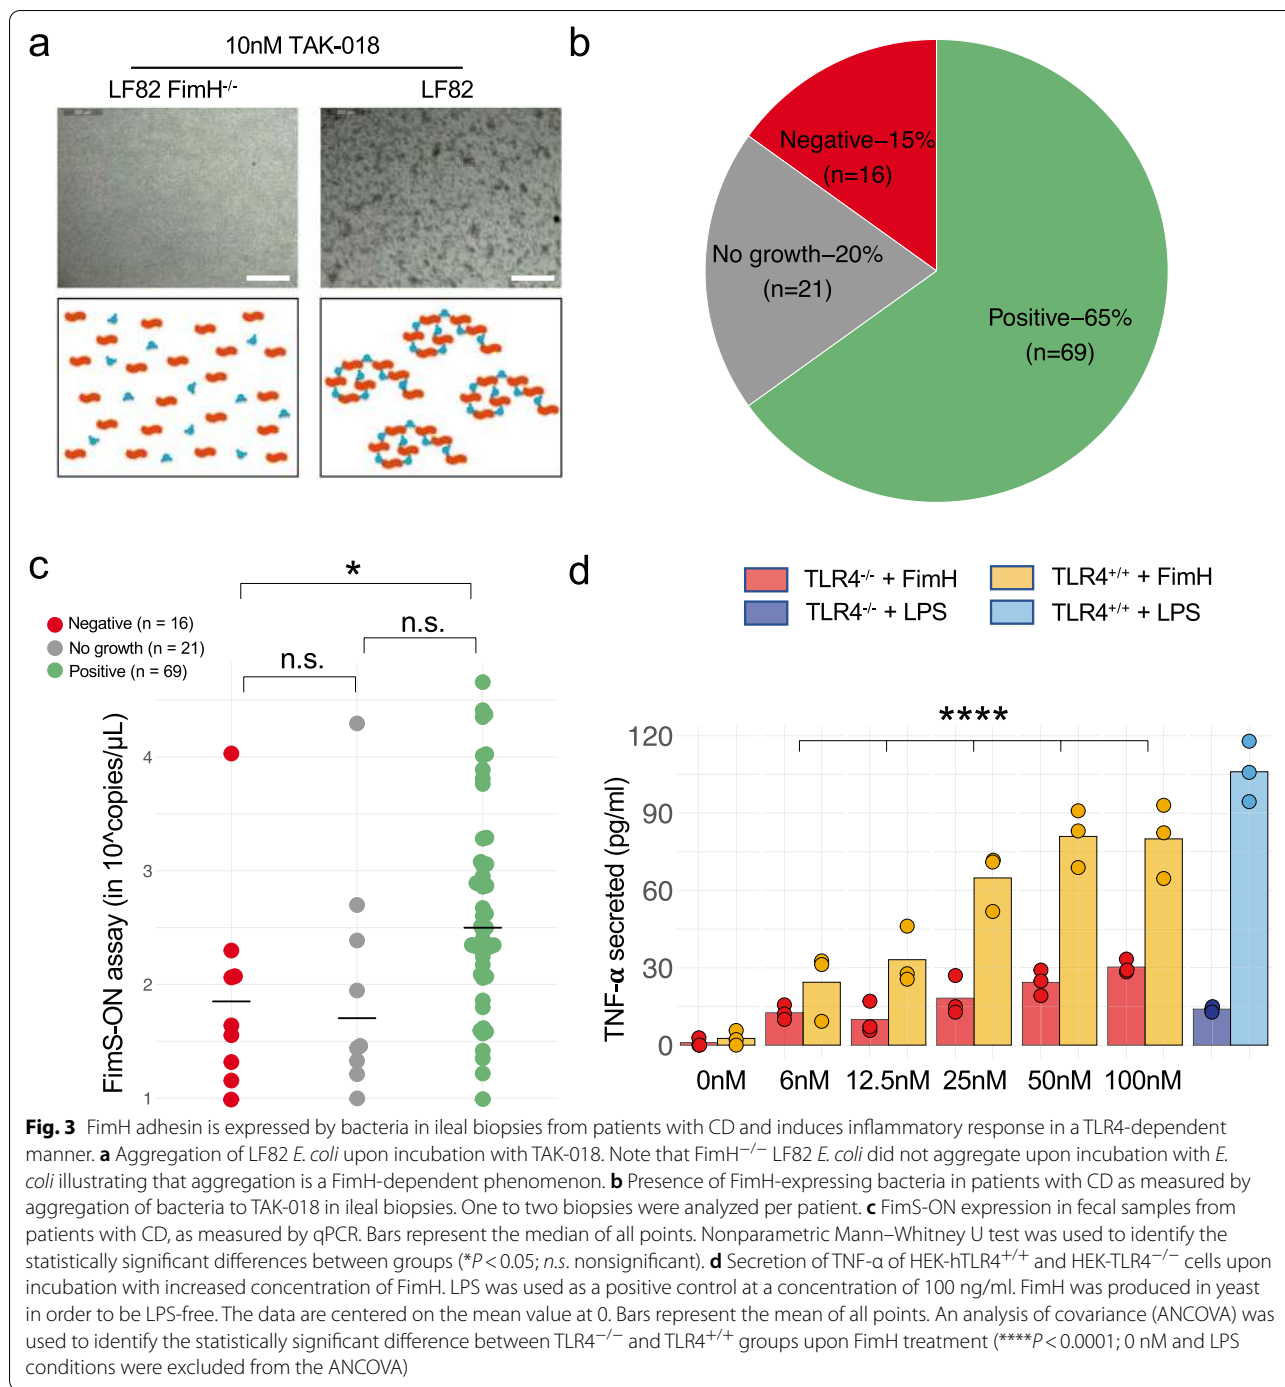 a
10nM TAK-018
LF82 FimH-/-
LF82
b
Negative–15%
(n=16)
No growth–20%
(n=21)
Positive–65%
(n=69)
c
*
n.s.
n.s.
Negative (n = 16)
No growth (n = 21)
Positive (n = 69)
FimS-ON assay (in 10^copies/µL)
4
3
2
1
d
TLR4-/- + FimH
TLR4+/+ + FimH
TLR4-/- + LPS
TLR4+/+ + LPS
****
TNF-α secreted (pg/ml)
120
90
60
30
0
0nM 6nM 12.5nM 25nM 50nM 100nM
Fig. 3 FimH adhesin is expressed by bacteria in ileal biopsies from patients with CD and induces inflammatory response in a TLR4-dependent
manner. a Aggregation of LF82 E. coli upon incubation with TAK-018. Note that FimH−/− LF82 E. coli did not aggregate upon incubation with E.
coli illustrating that aggregation is a FimH-dependent phenomenon. b Presence of FimH-expressing bacteria in patients with CD as measured by
aggregation of bacteria to TAK-018 in ileal biopsies. One to two biopsies were analyzed per patient. c FimS-ON expression in fecal samples from
patients with CD, as measured by qPCR. Bars represent the median of all points. Nonparametric Mann–Whitney U test was used to identify the
statistically significant differences between groups (*P < 0.05; n.s. nonsignificant). d Secretion of TNF-α of HEK-hTLR4+/+ and HEK-TLR4−/− cells upon
incubation with increased concentration of FimH. LPS was used as a positive control at a concentration of 100 ng/ml. FimH was produced in yeast
in order to be LPS-free. The data are centered on the mean value at 0. Bars represent the mean of all points. An analysis of covariance (ANCOVA) was
used to identify the statistically significant difference between TLR4−/− and TLR4+/+ groups upon FimH treatment (****P < 0.0001; 0 nM and LPS
conditions were excluded from the ANCOVA)